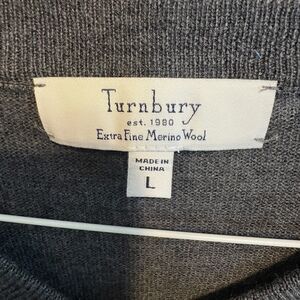 Turnbury
est. 1980
Extra Fine Merino Wool
MADE IN
CHINA
L